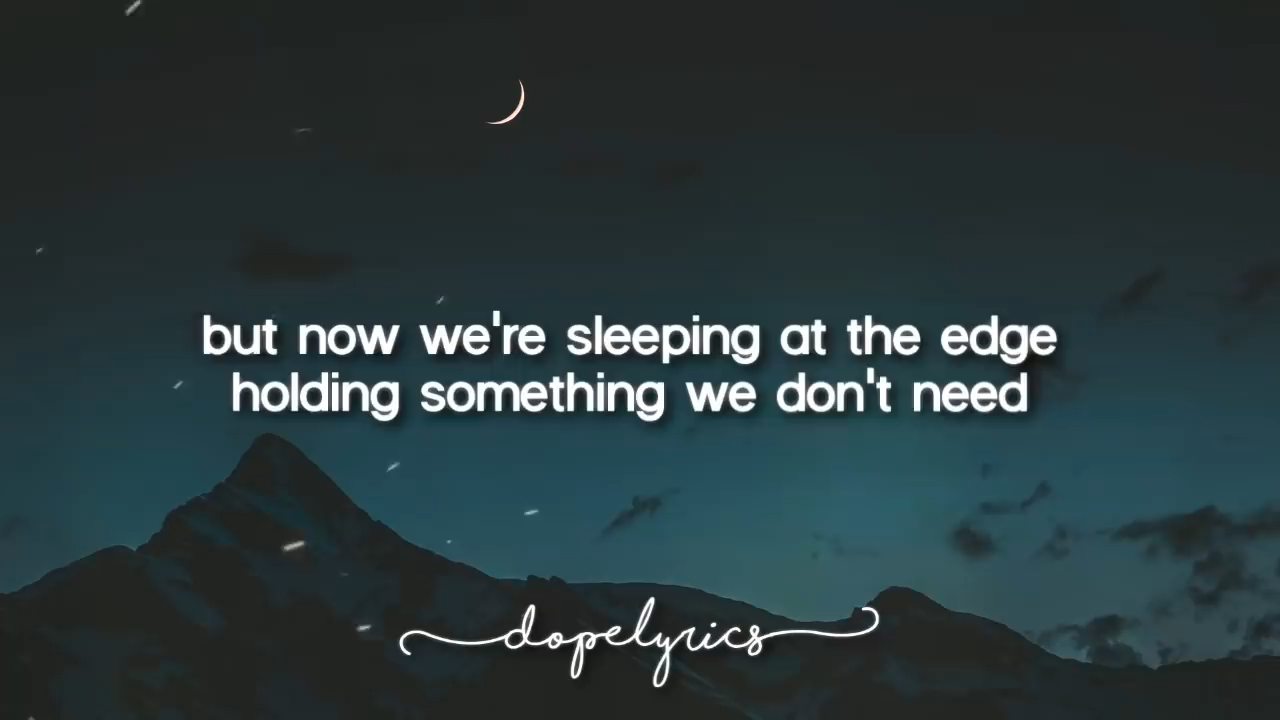 but now we're sleeping at the edge
holding something we don't need
dopelyrics